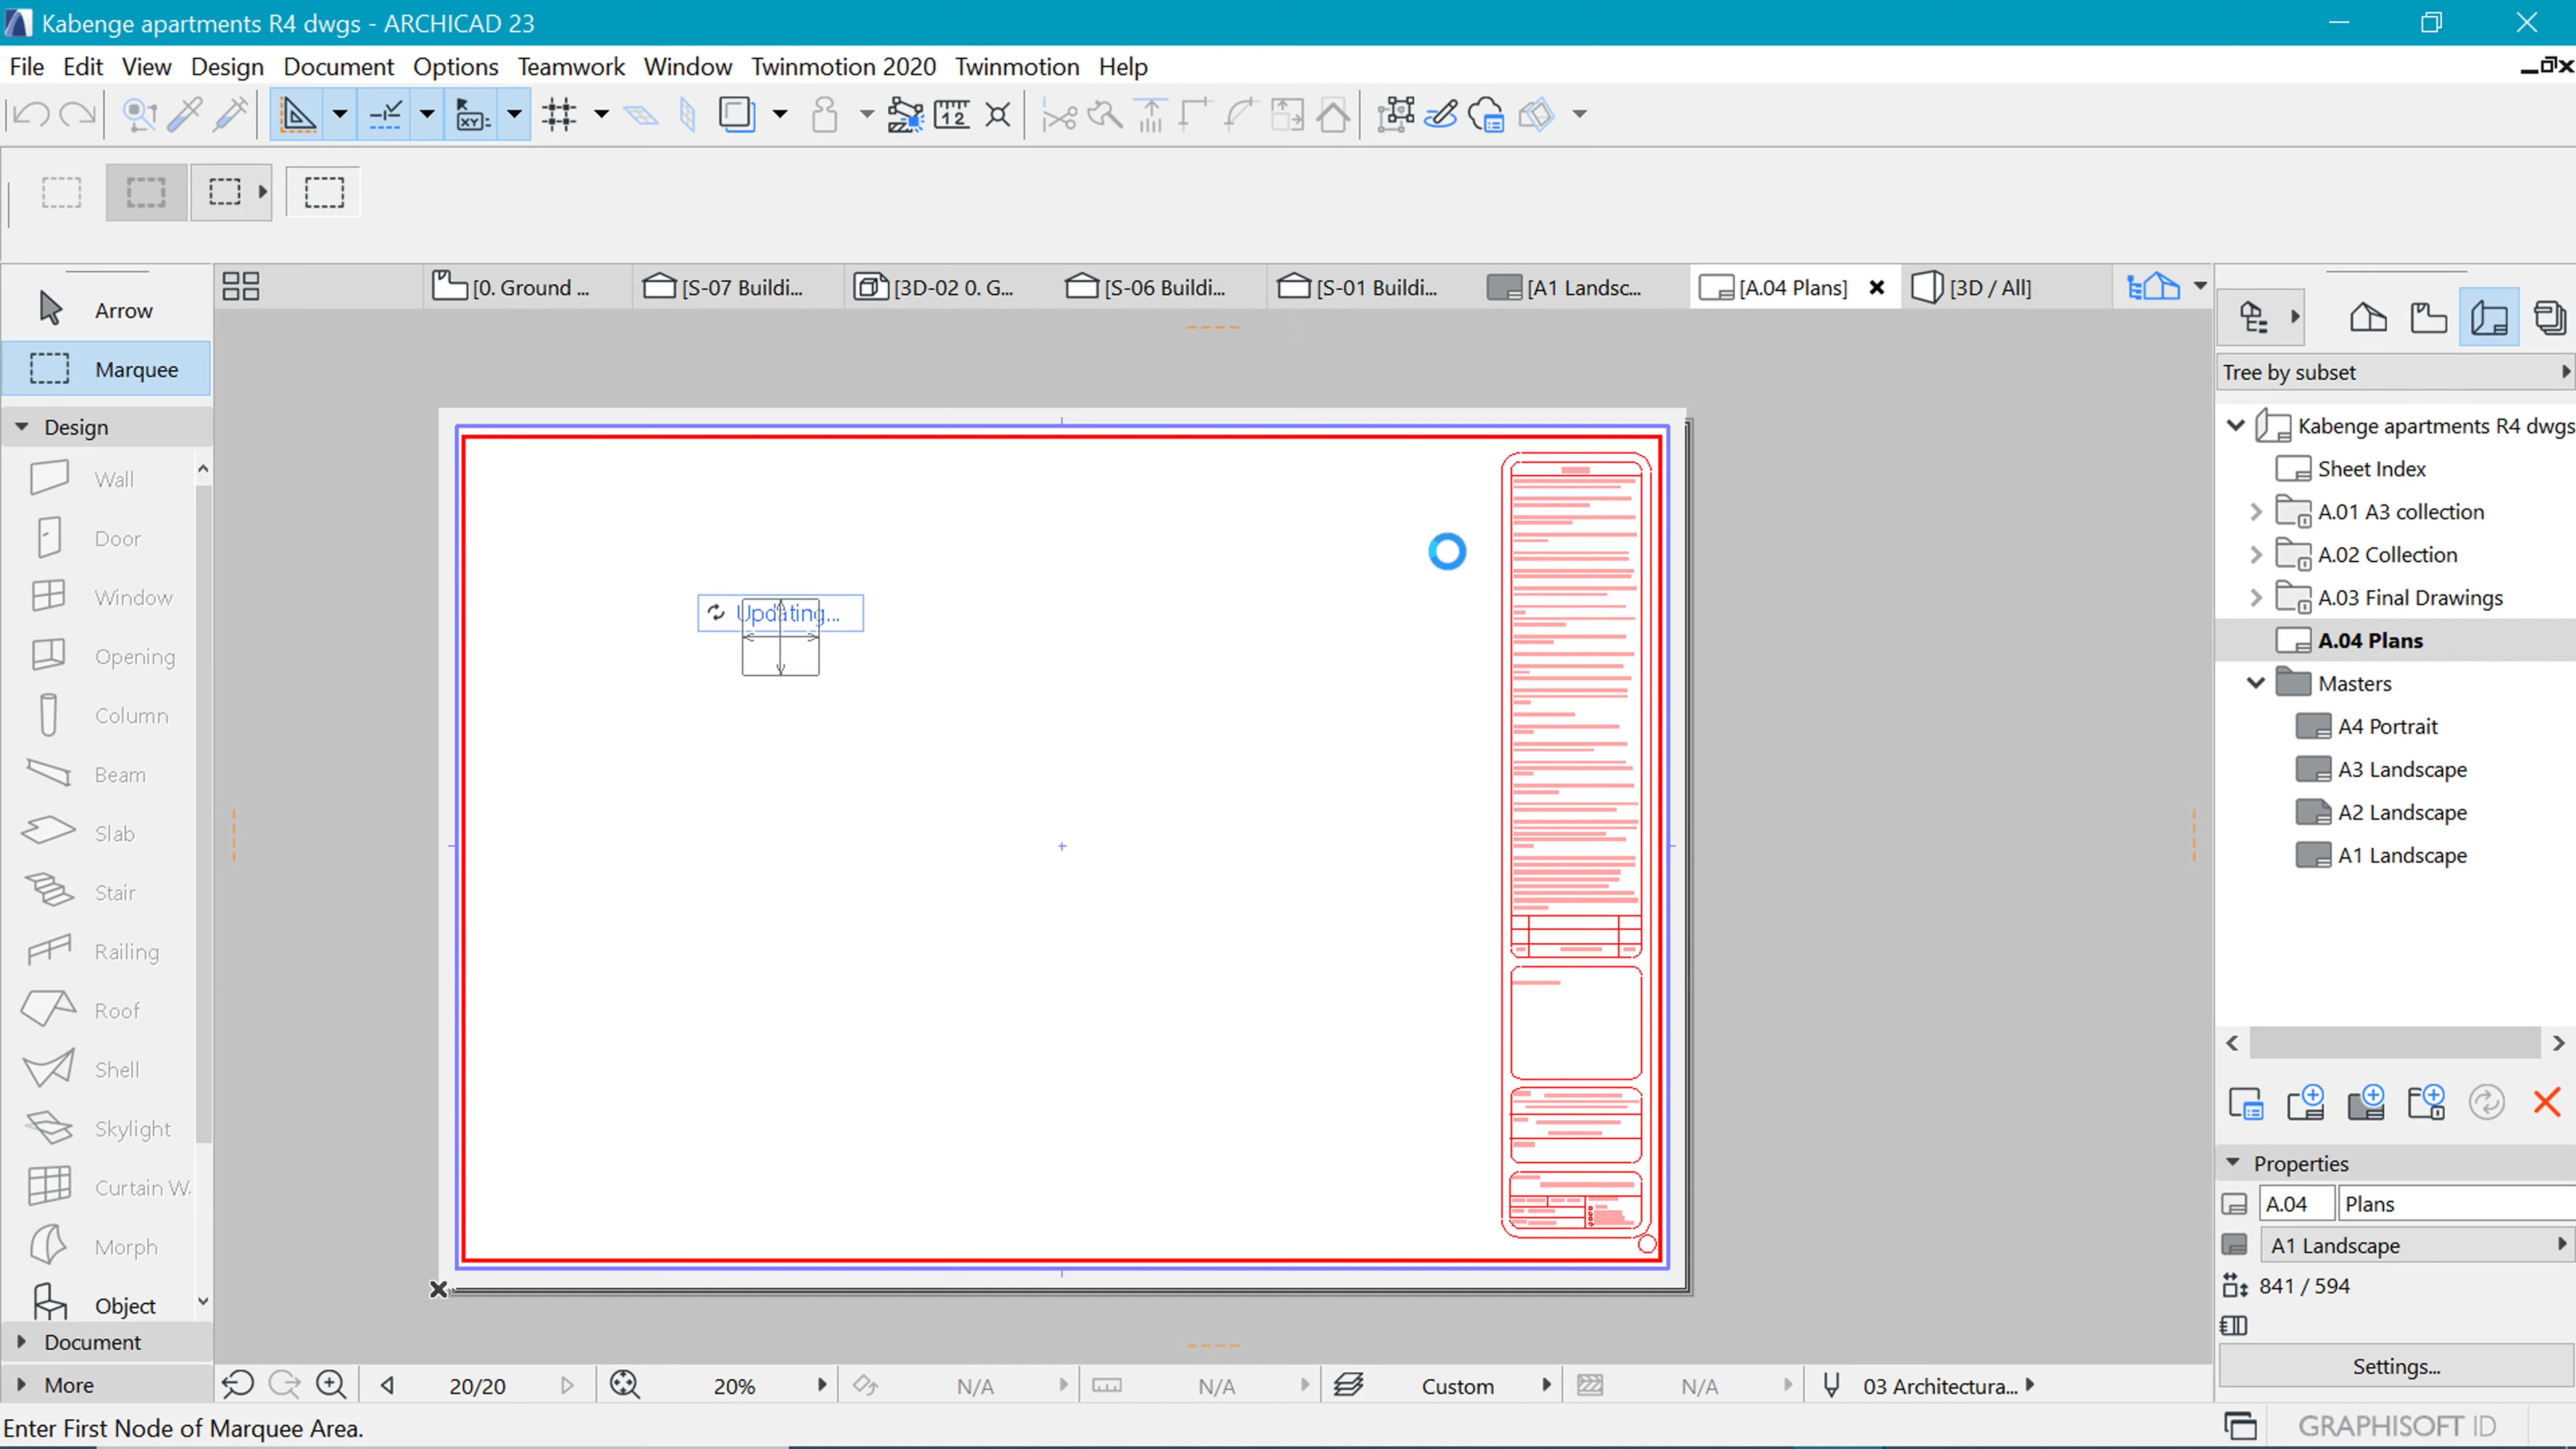 Kabenge apartments R4 dwgs - ARCHICAD 23
File Edit View Design Document Options Teamwork Window Twinmotion 2020 Twinmotion Help
[0. Ground ... [S-07 Buildi... [3D-02 0. G... [S-06 Buildi... [S-01 Buildi... [A1 Landsc... [A.04 Plans] [3D / All]
Arrow
Marquee
Design
Wall
Door
Window
Opening
Column
Beam
Slab
Stair
Railing
Roof
Shell
Skylight
Curtain W.
Morph
Object
Document
More
Updating...
Tree by subset
Kabenge apartments R4 dwgs
Sheet Index
A.01 A3 collection
A.02 Collection
A.03 Final Drawings
A.04 Plans
Masters
A4 Portrait
A3 Landscape
A2 Landscape
A1 Landscape
Properties
A.04 Plans
A1 Landscape
841 / 594
Settings...
20/20 20% N/A N/A Custom N/A 03 Architectura...
Enter First Node of Marquee Area.
GRAPHISOFT ID